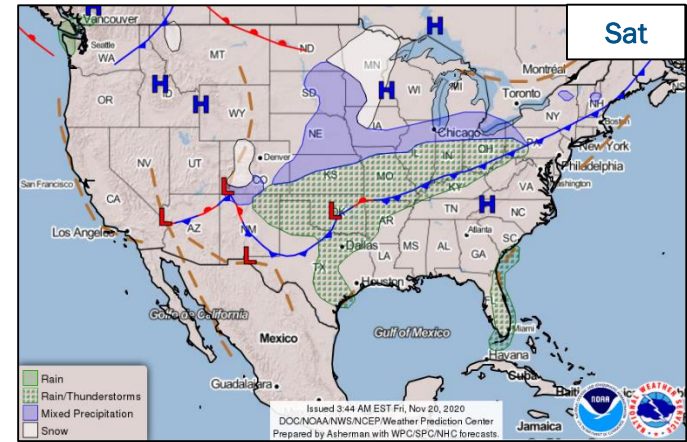 Sat
Vancouver
H
H
Seattle
WA
MT
ND
MN
Montréal
OR
ID
H
H
WY
SD
H
WI
MI
Toronto
NY
NH
Boston
NE
IA
Chicago
PA
New York
Philadelphia
NV
UT
Denver
CO
KS
MO
IL
IN
OH
KY
VA
Washington
San Francisco
CA
L
L
L
OK
TN
H
NC
Los Angeles
AZ
NM
L
AR
Atlanta
SC
Dallas
MS
AL
GA
TX
LA
Houston
FL
Golfo de California
Mexico
Gulf of Mexico
Miami
Havana
Cuba
Guadalajara
Jamaica
Rain
Rain/Thunderstorms
Mixed Precipitation
Snow
Issued 3:44 AM EST Fri, Nov 20, 2020
DOC/NOAA/NWS/NCEP/Weather Prediction Center
Prepared by Asherman with WPC/SPC/NHC forecasts.
NOAA